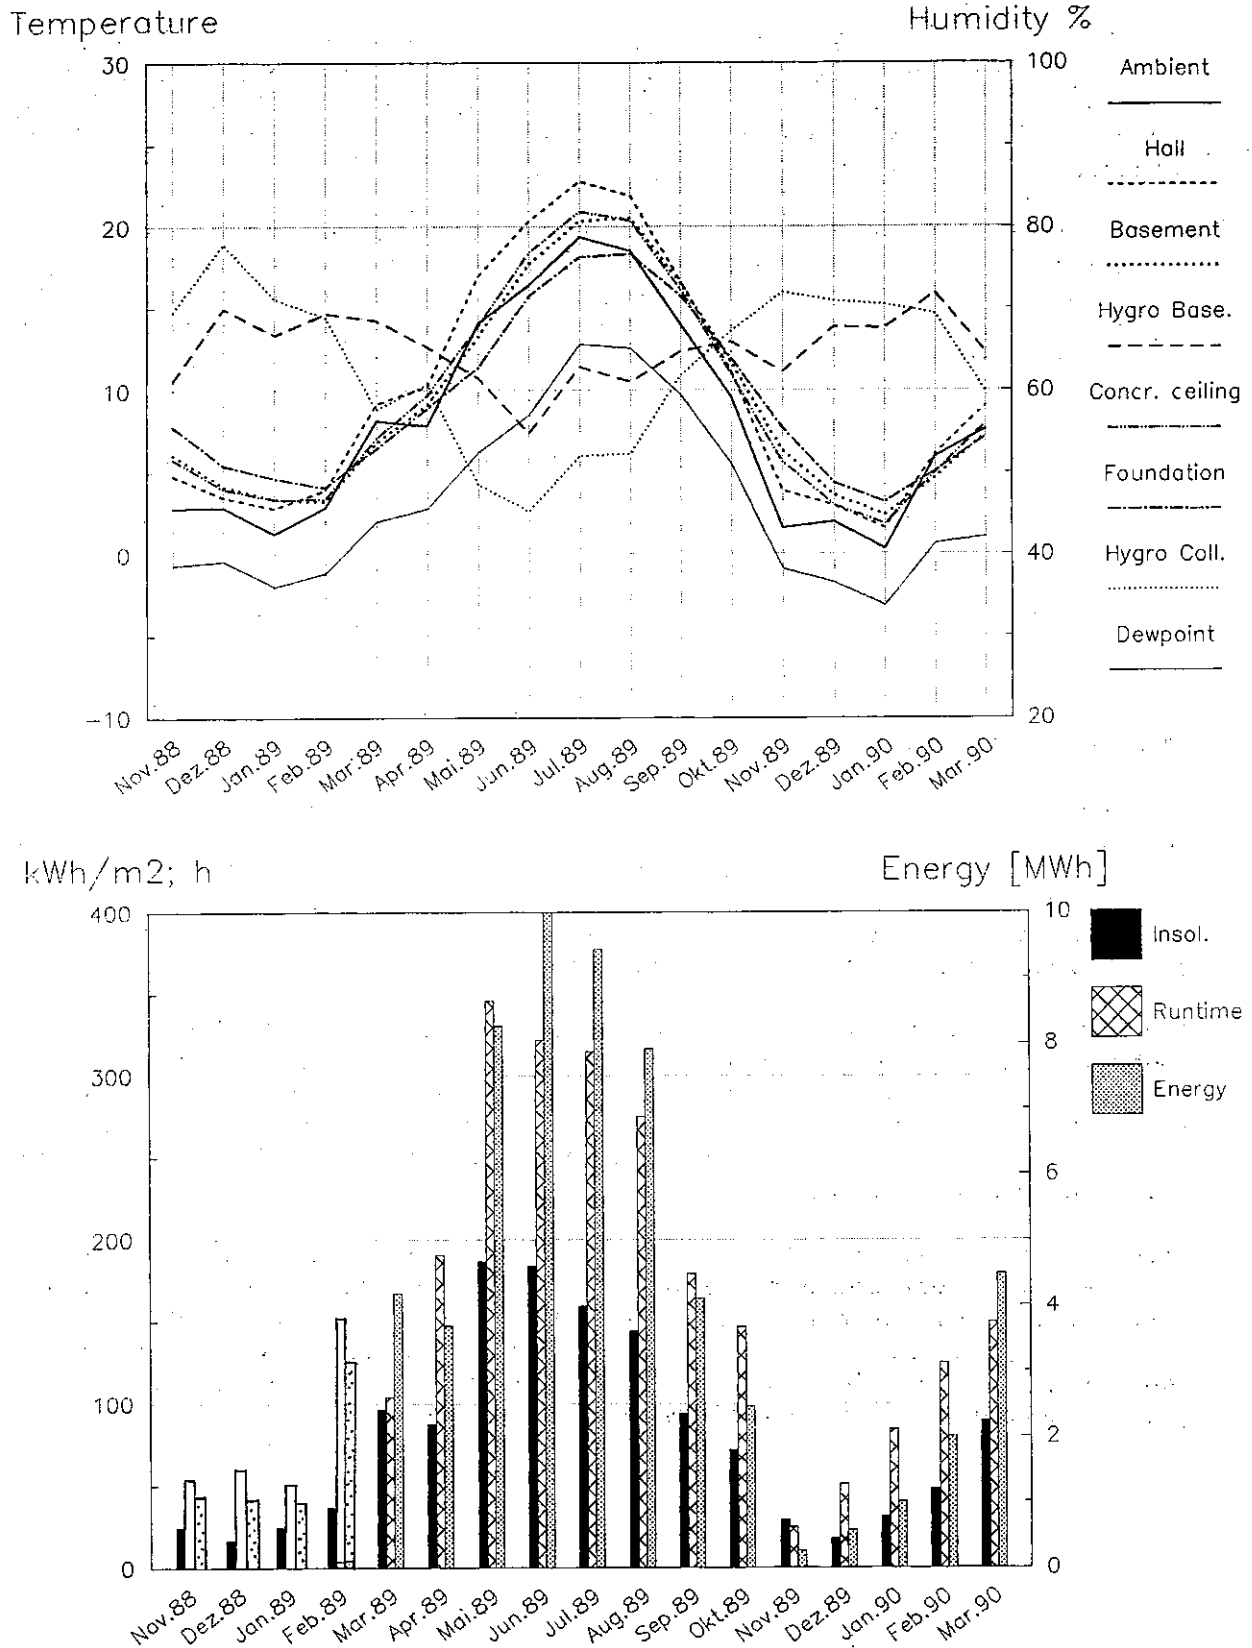 Temperature
Humidity %
30
20
10
0
-10
100
80
60
40
20
Ambient
Hall
Basement
Hygro Base.
Concr. ceiling
Foundation
Hygro Coll.
Dewpoint
Nov.88
Dez.88
Jan.89
Feb.89
Mar.89
Apr.89
Mai.89
Jun.89
Jul.89
Aug.89
Sep.89
Okt.89
Nov.89
Dez.89
Jan.90
Feb.90
Mar.90
kWh/m2; h
Energy [MWh]
400
300
200
100
0
10
8
6
4
2
0
Insol.
Runtime
Energy
Nov.88
Dez.88
Jan.89
Feb.89
Mar.89
Apr.89
Mai.89
Jun.89
Jul.89
Aug.89
Sep.89
Okt.89
Nov.89
Dez.89
Jan.90
Feb.90
Mar.90